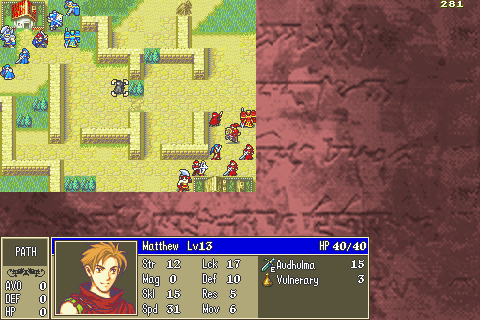 281
PATH
AVO 0
DEF 0
HP 0
Matthew Lv13 HP 40/40
Str 12 Lck 17
Mag 0 Def 10
Skl 15 Res 5
Spd 31 Mov 6
E Audhulma 15
Vulnerary 3